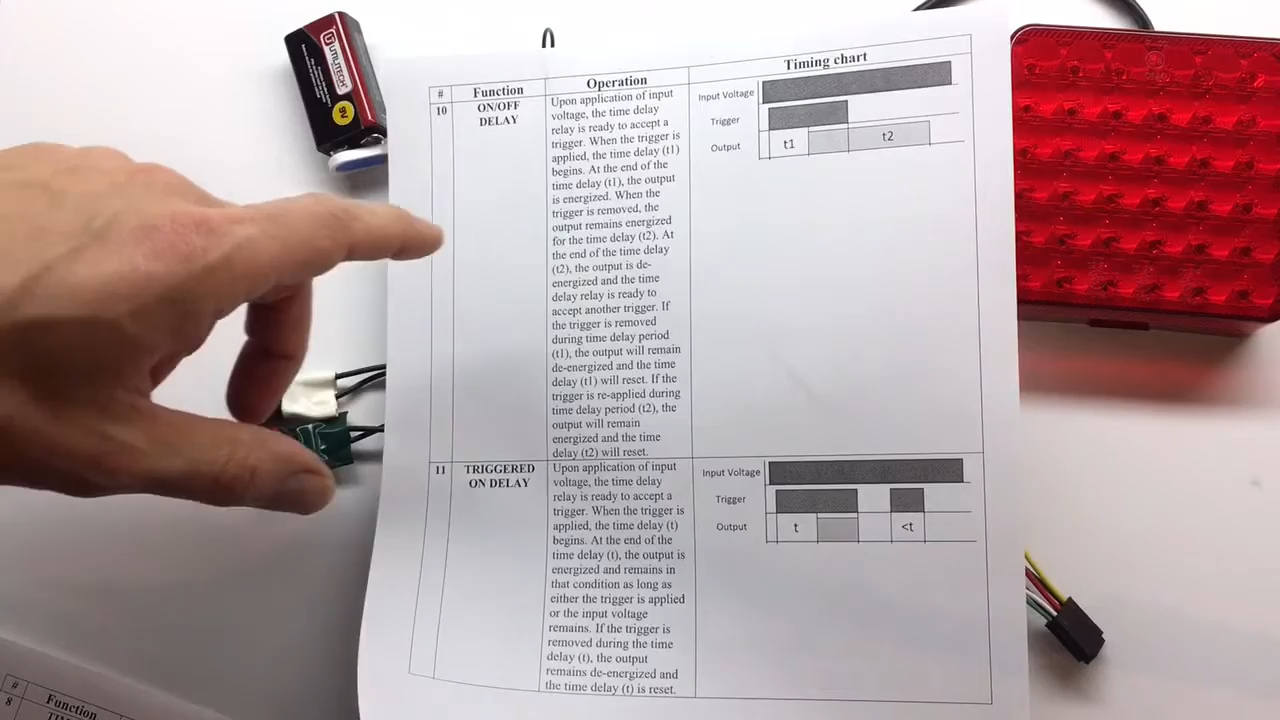 UTILITECH
9V
# Function Operation Timing chart
10 ON/OFF
DELAY
Upon application of input
voltage, the time delay
relay is ready to accept a
trigger. When the trigger is
applied, the time delay (t1)
begins. At the end of the
time delay (t1), the output
is energized. When the
trigger is removed, the
output remains energized
for the time delay (t2). At
the end of the time delay
(t2), the output is de-
energized and the time
delay relay is ready to
accept another trigger. If
the trigger is removed
during time delay period
(t1), the output will remain
de-energized and the time
delay (t1) will reset. If the
trigger is re-applied during
time delay period (t2), the
output will remain
energized and the time
delay (t2) will reset.
Input Voltage
Trigger
Output t1 t2
11 TRIGGERED
ON DELAY
Upon application of input
voltage, the time delay
relay is ready to accept a
trigger. When the trigger is
applied, the time delay (t)
begins. At the end of the
time delay (t), the output is
energized and remains in
that condition as long as
either the trigger is applied
or the input voltage
remains. If the trigger is
removed during the time
delay (t), the output
remains de-energized and
the time delay (t) is reset.
Input Voltage
Trigger
Output t <t
# Function
8